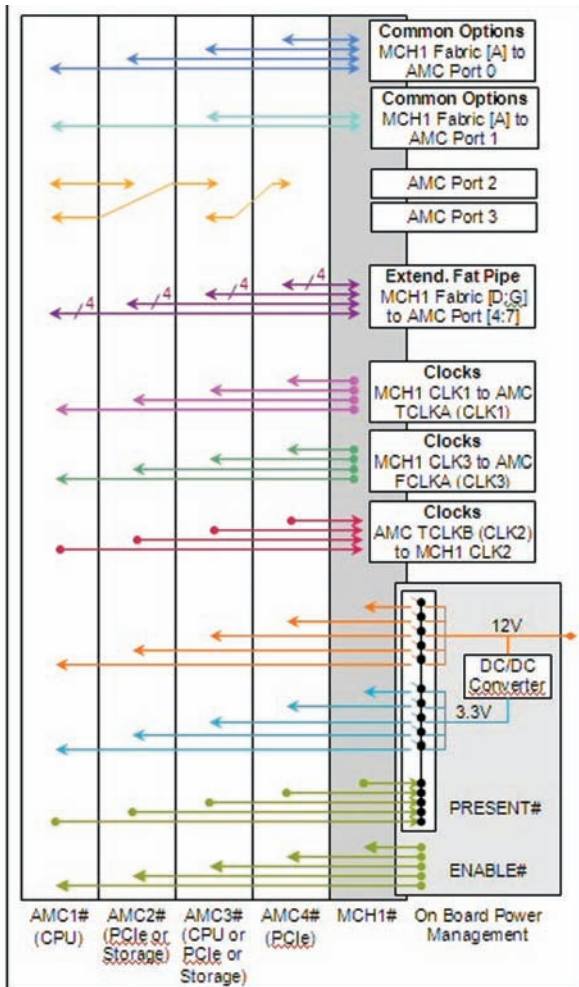 Common Options
MCH1 Fabric [A] to
AMC Port 0
Common Options
MCH1 Fabric [A] to
AMC Port 1
AMC Port 2
AMC Port 3
4
4
4
4
Extend. Fat Pipe
MCH1 Fabric [D:G]
to AMC Port [4:7]
Clocks
MCH1 CLK1 to AMC
TCLKA (CLK1)
Clocks
MCH1 CLK3 to AMC
FCLKA (CLK3)
Clocks
AMC TCLKB (CLK2)
to MCH1 CLK2
12V
DC/DC
Converter
3.3V
PRESENT#
ENABLE#
AMC1#
(CPU)
AMC2#
(PCIe or
Storage)
AMC3#
(CPU or
PCIe or
Storage)
AMC4#
(PCIe)
MCH1#
On Board Power
Management